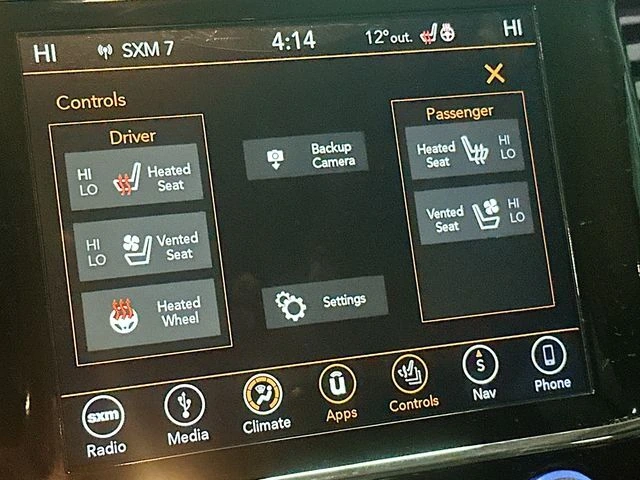 HI SXM 7 4:14 12° out. HI
Controls
Driver
HI
LO
Heated
Seat
HI
LO
Vented
Seat
Heated
Wheel
Backup
Camera
Settings
Passenger
Heated
Seat
HI
LO
Vented
Seat
HI
LO
sxm
Radio
Media
Climate
Apps
Controls
S
Nav
Phone